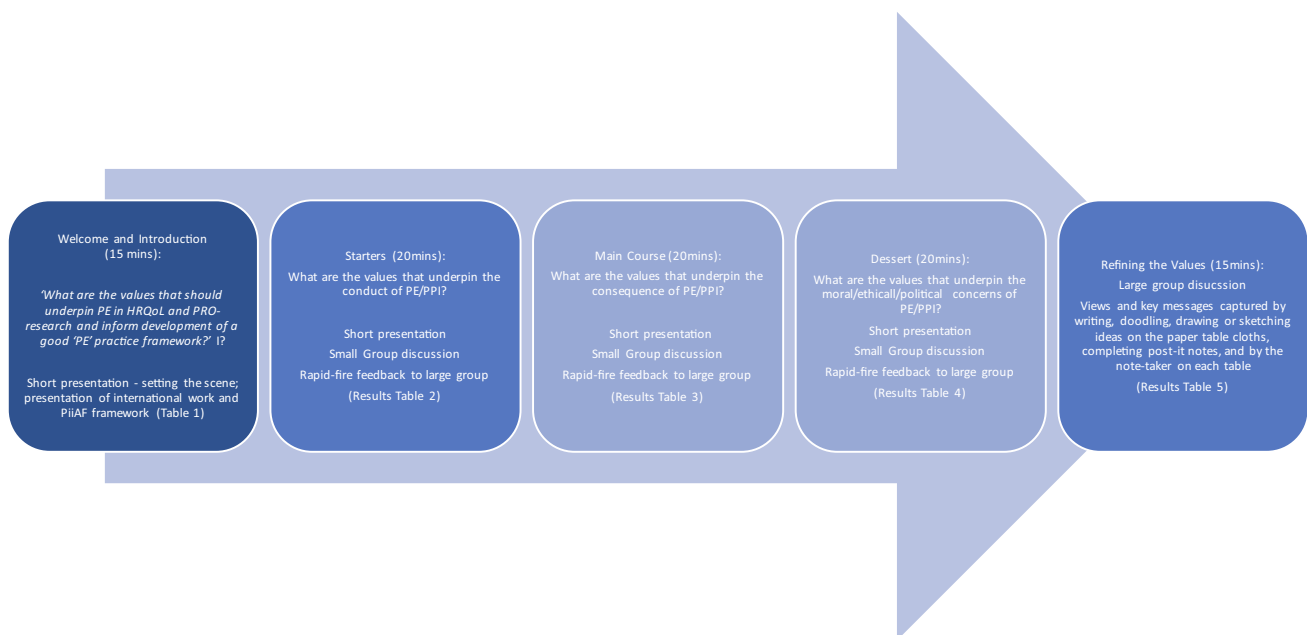 Welcome and Introduction
(15 mins):
'What are the values that should
underpin PE in HRQoL and PRO-
research and inform development of a
good 'PE' practice framework?' I?
Short presentation - setting the scene;
presentation of international work and
PiiAF framework (Table 1)
Starters (20mins):
What are the values that underpin the
conduct of PE/PPI?
Short presentation
Small Group discussion
Rapid-fire feedback to large group
(Results Table 2)
Main Course (20mins):
What are the values that underpin the
consequence of PE/PPI?
Short presentation
Small Group discussion
Rapid-fire feedback to large group
(Results Table 3)
Dessert (20mins):
What are the values that underpin the
moral/ethicall/political concerns of
PE/PPI?
Short presentation
Small Group discussion
Rapid-fire feedback to large group
(Results Table 4)
Refining the Values (15mins):
Large group disucssion
Views and key messages captured by
writing, doodling, drawing or sketching
ideas on the paper table cloths,
completing post-it notes, and by the
note-taker on each table
(Results Table 5)